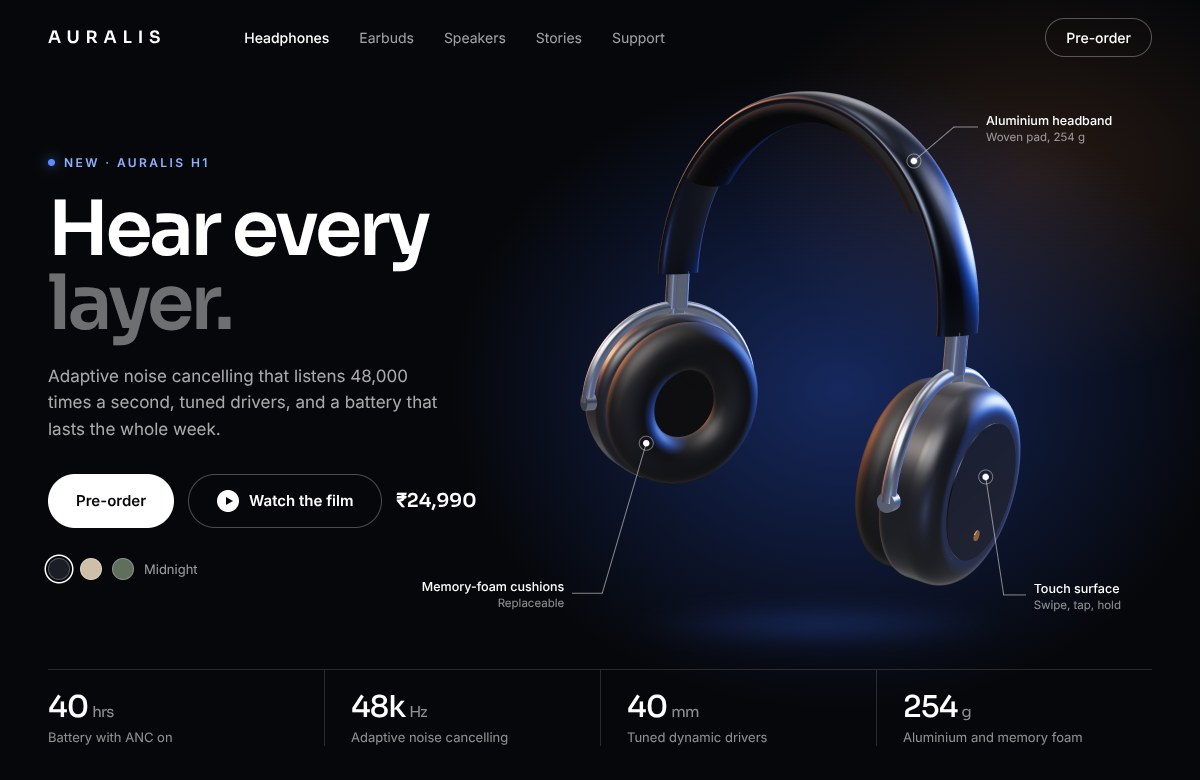 AURALIS
Headphones
Earbuds
Speakers
Stories
Support
Pre-order
NEW · AURALIS H1
Hear every
layer.
Adaptive noise cancelling that listens 48,000
times a second, tuned drivers, and a battery that
lasts the whole week.
Pre-order
Watch the film
₹24,990
Midnight
Aluminium headband
Woven pad, 254 g
Memory-foam cushions
Replaceable
Touch surface
Swipe, tap, hold
40 hrs
Battery with ANC on
48k Hz
Adaptive noise cancelling
40 mm
Tuned dynamic drivers
254 g
Aluminium and memory foam